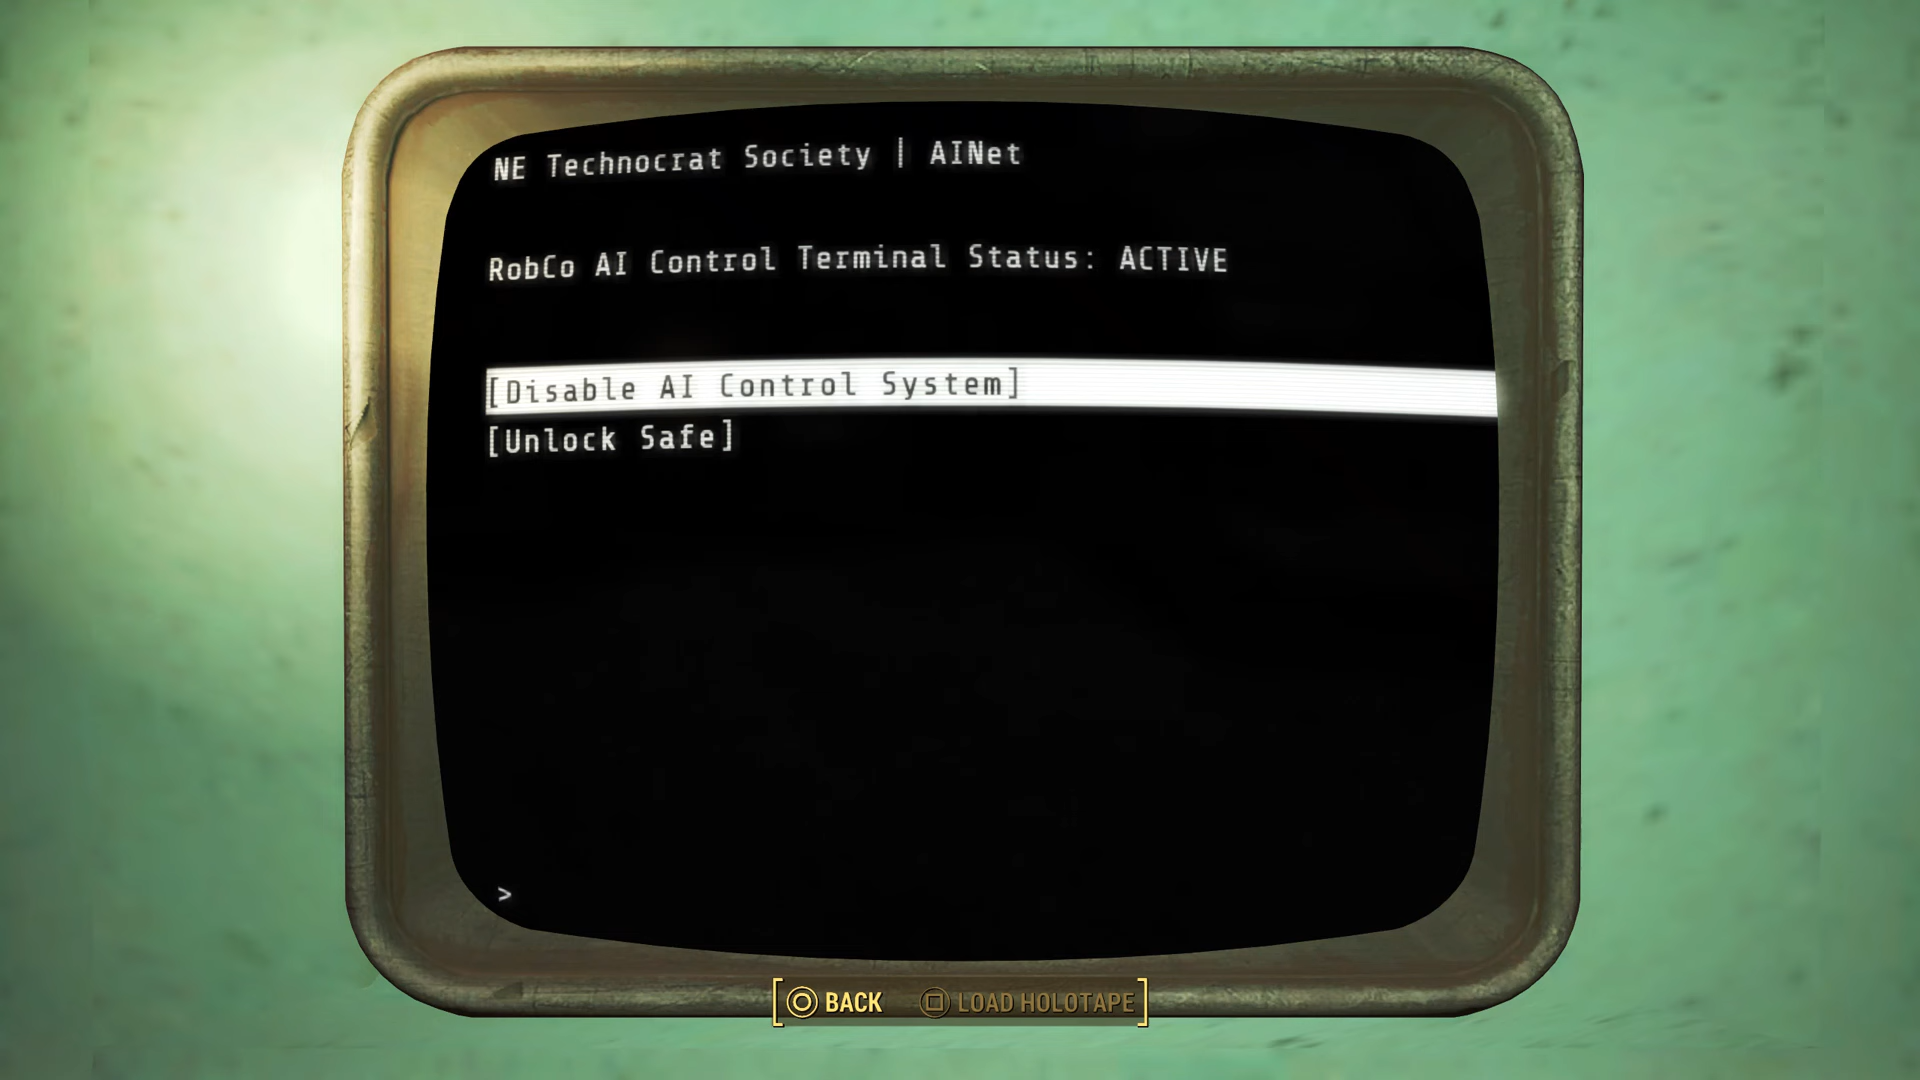 NE Technocrat Society | AINet
RobCo AI Control Terminal Status: ACTIVE
[Disable AI Control System]
[Unlock Safe]
>
BACK LOAD HOLOTAPE